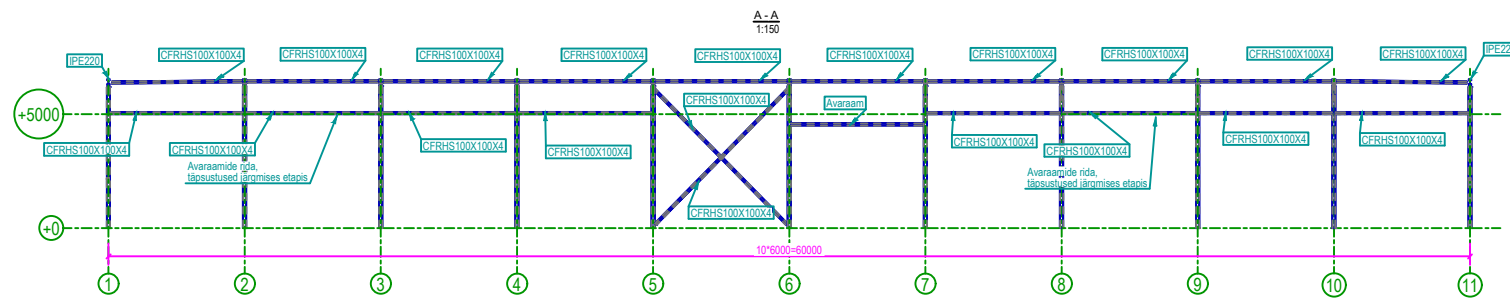 A - A
1:150
IPE220
CFRHS100X100X4
CFRHS100X100X4
CFRHS100X100X4
CFRHS100X100X4
CFRHS100X100X4
CFRHS100X100X4
CFRHS100X100X4
CFRHS100X100X4
CFRHS100X100X4
CFRHS100X100X4
IPE22
+5000
CFRHS100X100X4
Avaraam
CFRHS100X100X4
CFRHS100X100X4
CFRHS100X100X4
CFRHS100X100X4
CFRHS100X100X4
CFRHS100X100X4
CFRHS100X100X4
CFRHS100X100X4
Avaraamide rida,
täpsustused järgmises etapis
Avaraamide rida,
täpsustused järgmises etapis
CFRHS100X100X4
+0
10*6000=60000
1
2
3
4
5
6
7
8
9
10
11